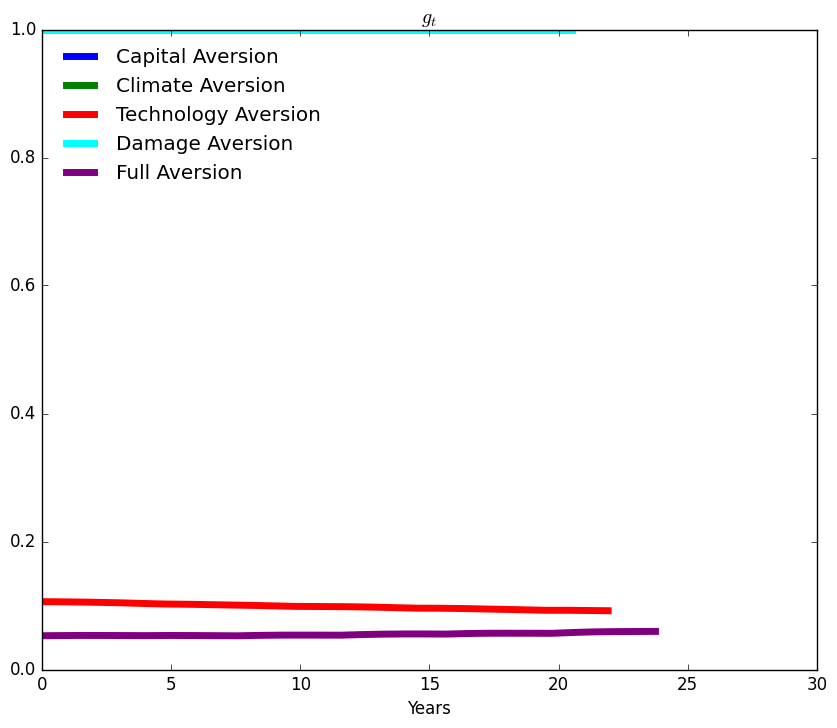 g_t
1.0
Capital Aversion
Climate Aversion
Technology Aversion
Damage Aversion
Full Aversion
0.8
0.6
0.4
0.2
0.0
0 5 10 15 20 25 30
Years